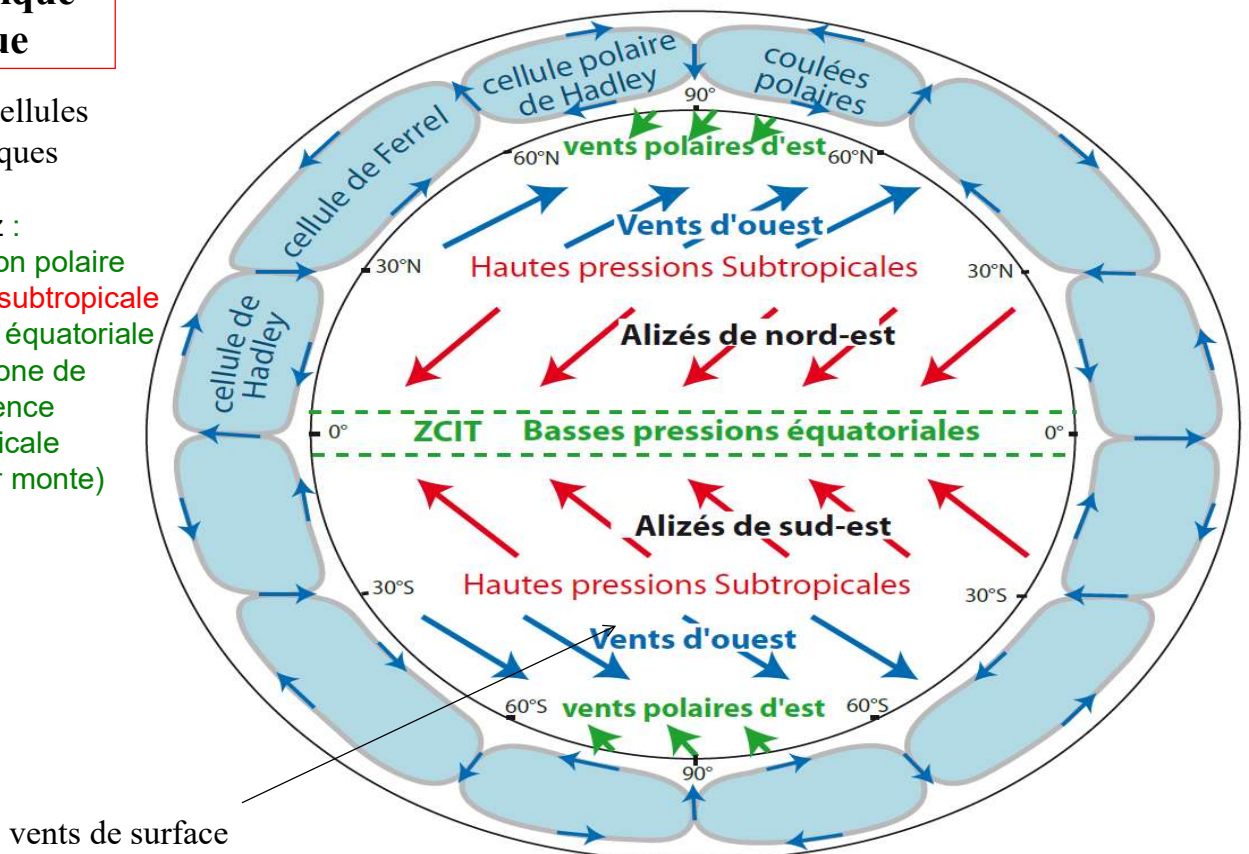 ique
ue
ellules
ques
z :
on polaire
subtropicale
équatoriale
one de
ence
icale
r monte)
cellule polaire
de Hadley
coulées
polaires
cellule de Ferrel
cellule de
Hadley
90°
60°N
vents polaires d'est
60°N
Vents d'ouest
30°N
Hautes pressions Subtropicales
30°N
Alizés de nord-est
0°
ZCIT
Basses pressions équatoriales
0°
Alizés de sud-est
30°S
Hautes pressions Subtropicales
30°S
Vents d'ouest
60°S
vents polaires d'est
60°S
90°
vents de surface